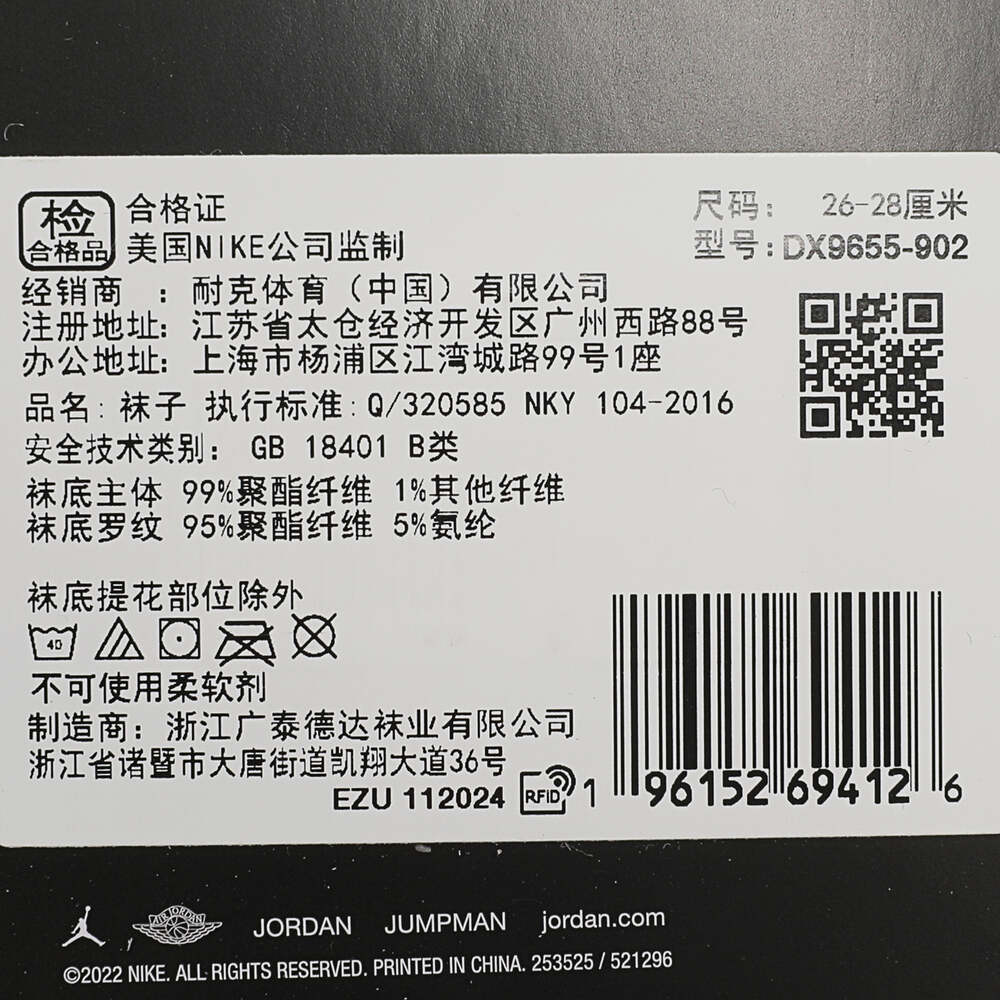 检
合格品
合格证
美国NIKE公司监制
尺码: 26-28厘米
型号:DX9655-902
经销商 :耐克体育（中国）有限公司
注册地址:江苏省太仓经济开发区广州西路88号
办公地址:上海市杨浦区江湾城路99号1座
品名:袜子 执行标准:Q/320585 NKY 104-2016
安全技术类别: GB 18401 B类
袜底主体 99%聚酯纤维 1%其他纤维
袜底罗纹 95%聚酯纤维 5%氨纶
袜底提花部位除外
40
不可使用柔软剂
制造商: 浙江广泰德达袜业有限公司
浙江省诸暨市大唐街道凯翔大道36号
EZU 112024 RFID
1 96152 69412 6
AIR JORDAN
JORDAN JUMPMAN jordan.com
©2022 NIKE. ALL RIGHTS RESERVED. PRINTED IN CHINA. 253525 / 521296